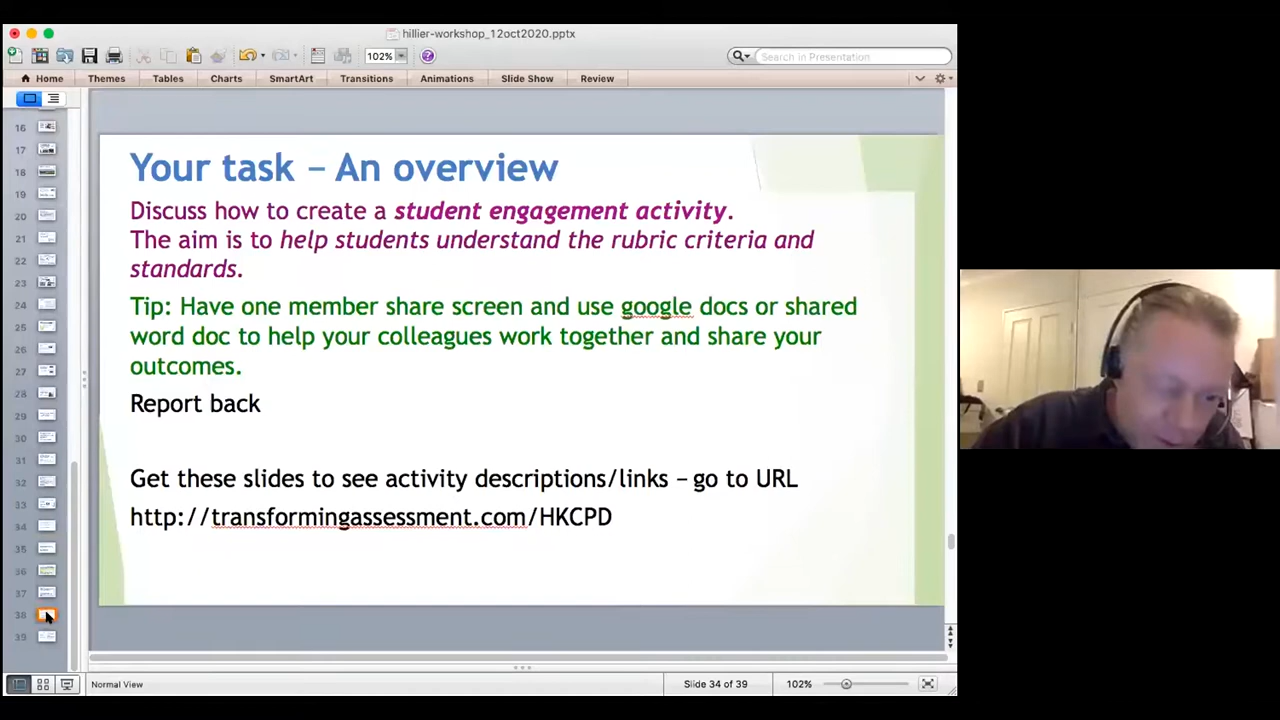 hillier-workshop_12oct2020.pptx
102%
Search in Presentation
Home Themes Tables Charts SmartArt Transitions Animations Slide Show Review
16
17
18
19
20
21
22
23
24
25
26
27
28
29
30
31
32
33
34
35
36
37
38
39
Your task – An overview
Discuss how to create a student engagement activity.
The aim is to help students understand the rubric criteria and
standards.
Tip: Have one member share screen and use google docs or shared
word doc to help your colleagues work together and share your
outcomes.
Report back
Get these slides to see activity descriptions/links – go to URL
http://transformingassessment.com/HKCPD
Normal View Slide 34 of 39 102%